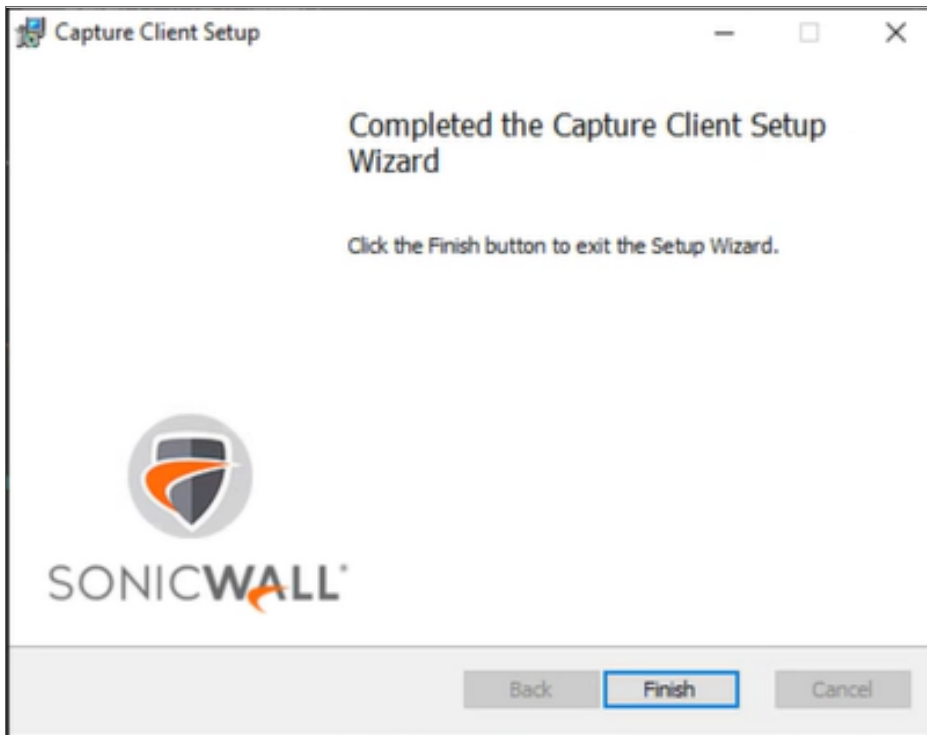 Capture Client Setup
Completed the Capture Client Setup
Wizard
Click the Finish button to exit the Setup Wizard.
SONICWALL
Back
Finish
Cancel